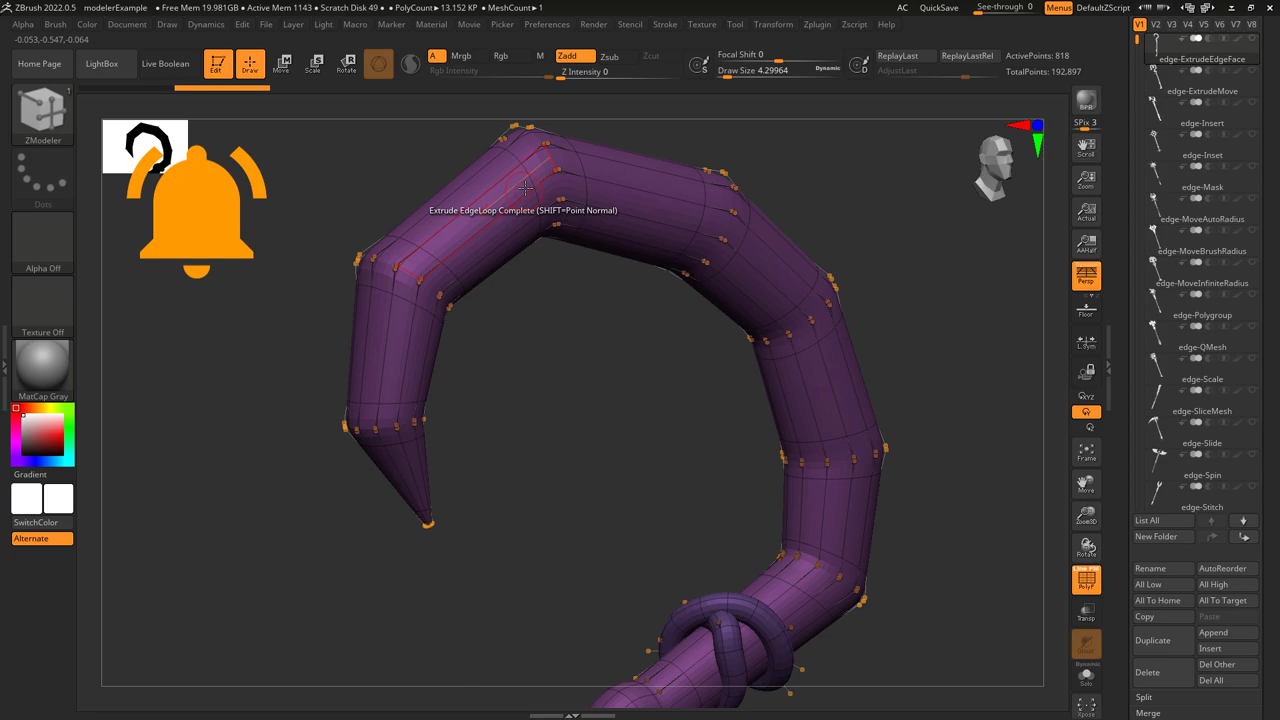 ZBrush 2022.0.5 modelerExample • Free Mem 19.981GB • Active Mem 1143 • Scratch Disk 49 • PolyCount• 13.152 KP • MeshCount• 1 AC QuickSave See-through 0 Menus DefaultZScript
Alpha Brush Color Document Draw Dynamics Edit File Layer Light Macro Marker Material Movie Picker Preferences Render Stencil Stroke Texture Tool Transform Zplugin Zscript Help
-0.053,-0.547,-0.064
Home Page
LightBox
Live Boolean
Edit
Draw
Move
Scale
Rotate
A
Mrgb
Rgb
M
Rgb Intensity
Zadd
Zsub
Zcut
Z Intensity 0
S
Focal Shift 0
Draw Size 4.29964
Dynamic
D
ReplayLast
ReplayLastRel
AdjustLast
ActivePoints: 818
TotalPoints: 192,897
1
ZModeler
Dots
Alpha Off
Texture Off
MatCap Gray
Gradient
SwitchColor
Alternate
Extrude EdgeLoop Complete (SHIFT=Point Normal)
BPR
SPix 3
Scroll
Zoom
Actual
AAHalf
Persp
Floor
L.Sym
XYZ
Frame
Move
Zoom3D
Rotate
Line Fill
PolyF
Transp
Ghost
Dynamic
Solo
Xpose
V1 V2 V3 V4 V5 V6 V7 V8
edge-ExtrudeEdgeFace
edge-ExtrudeMove
edge-Insert
edge-Inset
edge-Mask
edge-MoveAutoRadius
edge-MoveBrushRadius
edge-MoveInfiniteRadius
edge-Polygroup
edge-QMesh
edge-Scale
edge-SliceMesh
edge-Slide
edge-Spin
edge-Stitch
List All
New Folder
Rename AutoReorder
All Low All High
All To Home All To Target
Copy Paste
Duplicate
Append
Insert
Delete
Del Other
Del All
Split
Merge